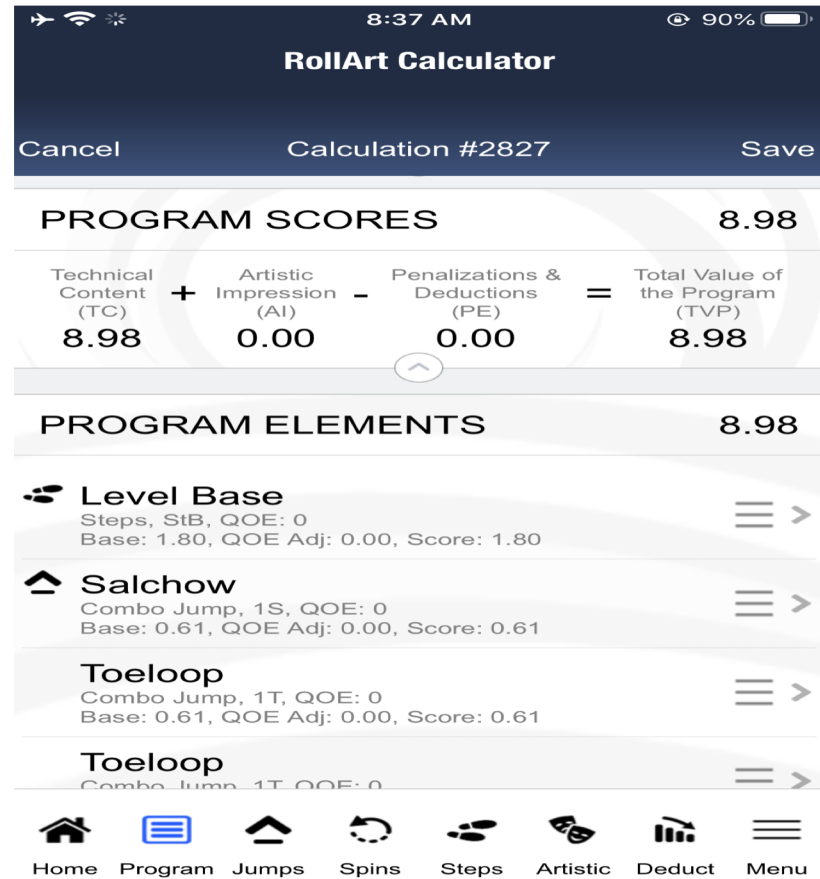 8:37 AM
90%
RollArt Calculator
Cancel
Calculation #2827
Save
PROGRAM SCORES
8.98
Technical
Content
(TC)
8.98
+
Artistic
Impression
(AI)
0.00
-
Penalizations &
Deductions
(PE)
0.00
=
Total Value of
the Program
(TVP)
8.98
PROGRAM ELEMENTS
8.98
Level Base
Steps, StB, QOE: 0
Base: 1.80, QOE Adj: 0.00, Score: 1.80
Salchow
Combo Jump, 1S, QOE: 0
Base: 0.61, QOE Adj: 0.00, Score: 0.61
Toeloop
Combo Jump, 1T, QOE: 0
Base: 0.61, QOE Adj: 0.00, Score: 0.61
Toeloop
Combo Jump, 1T, QOE: 0
Home
Program
Jumps
Spins
Steps
Artistic
Deduct
Menu